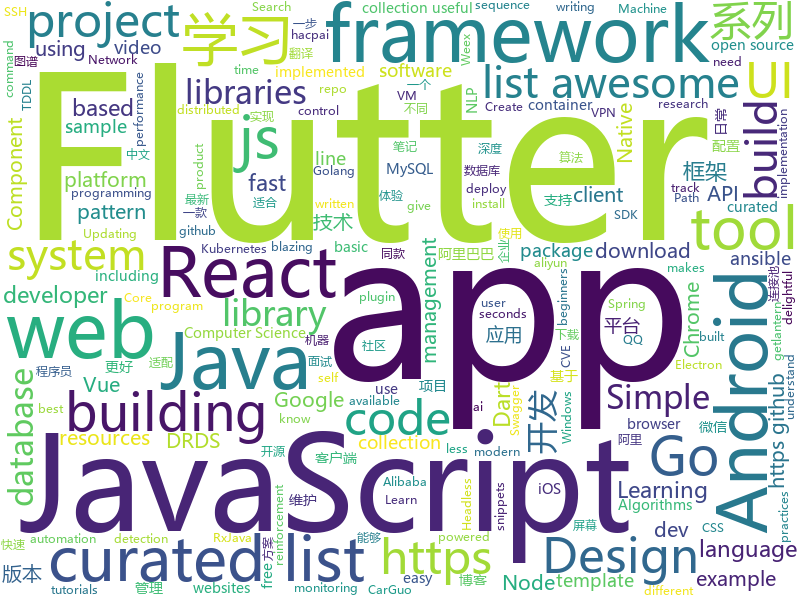 Flutter
app
JavaScript
framework
React
Java
web
Android
curated list
building
list awesome
project
学习
js
libraries
UI
系列
tool
build
Design
Go
code
https
system
library
Simple
开发
database
developer
using
video
based
sample
platform
pattern
line
fast
Component
software
implemented
Native
框架
API
client
package
download
技术
management
Vue
Google
resources
DRDS
collection
Dart
Chrome
平台
应用
ansible
https github
Learning
dev
language
example
template
Node
版本
browser
Computer Science
collection useful
sequence
writing
Path
Machine
open source
SSH
hacpai
Search
一步
翻译
Weex
日常
图谱
Network
time
repo
distributed
control
VM
NLP
container
VPN
research
配置
TDDL
performance
实现
一个
不同
Create
need
curated
implementation
command
中文
Golang
笔记
MySQL
deploy
深度
算法
数据库
支持
programming
最新
一款
适合
written
体验
install
SDK
track
give
product
Updating
github
Kubernetes
blazing
basic
同款
阿里巴巴
企业
使用
aliyun
including
plugin
Core
program
makes
连接池
delightful
seconds
user
Spring
beginners
机器
社区
更好
适配
QQ
下载
CVE
built
getlantern
Electron
程序员
面试
self
项目
use
available
ai
iOS
Windows
Algorithms
know
微信
阿里
understand
best
开源
客户端
less
modern
Alibaba
Learn
维护
swagger
practices
snippets
CSS
powered
Headless
屏幕
快速
automation
detection
RxJava
free
方案
reinforcement
能够
easy
博客
管理
websites
monitoring
tutorials
CarGuo
different